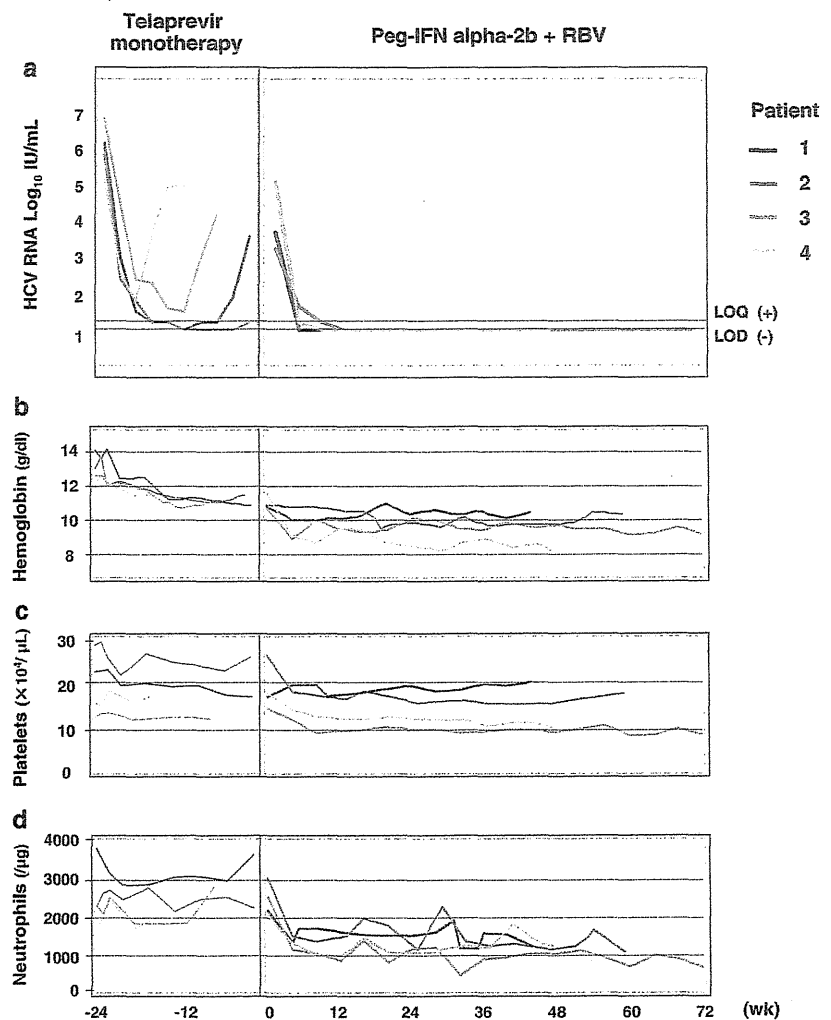 Telaprevir
monotherapy
Peg-IFN alpha-2b + RBV
a
HCV RNA Log₁₀ IU/mL
7
6
5
4
3
2
1
LOQ (+)
LOD (-)
Patient
1
2
3
4
b
Hemoglobin (g/dl)
14
12
10
8
c
Platelets (×10⁴/μL)
30
20
10
0
d
Neutrophils (/μg)
4000
3000
2000
1000
0
-24
-12
0
12
24
36
48
60
72
(wk)